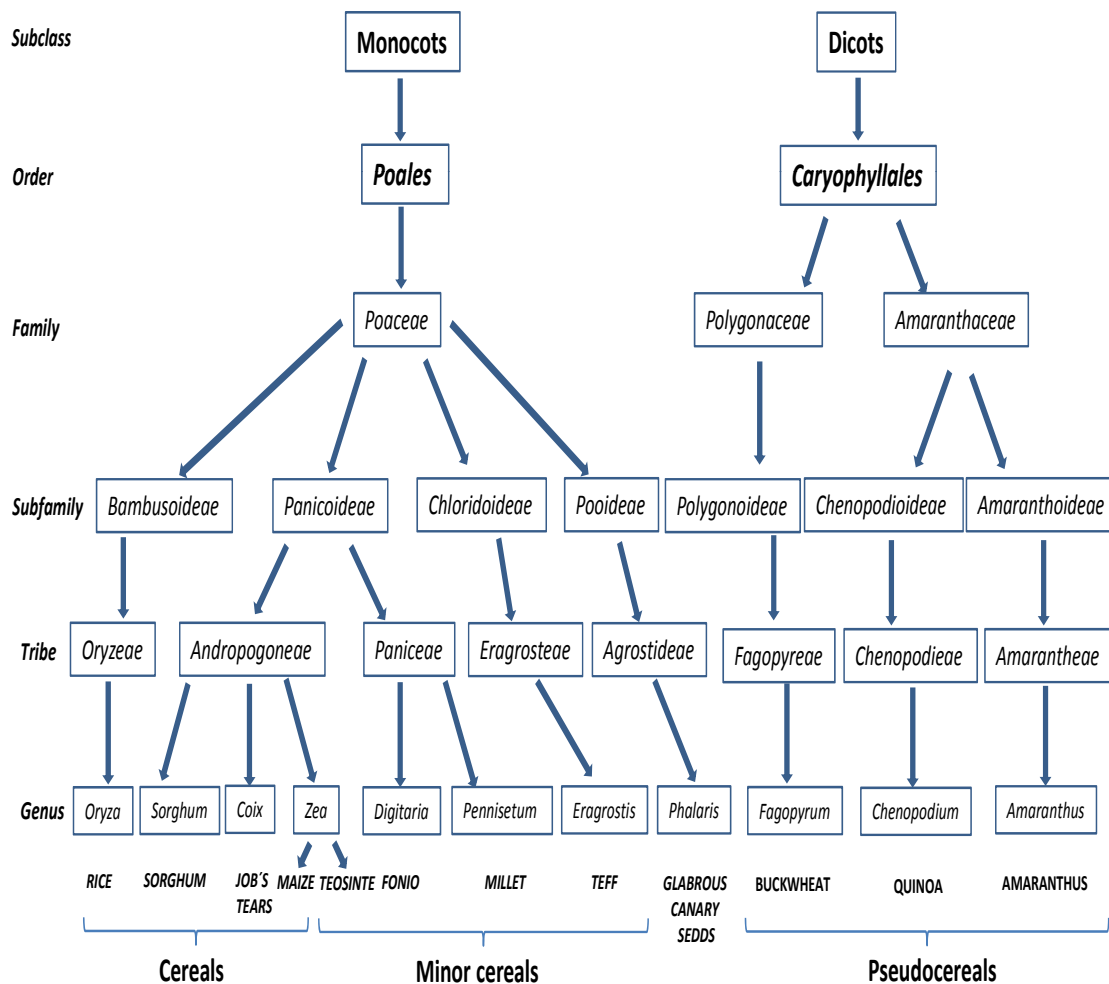 Subclass
Monocots
Dicots
Order
Poales
Caryophyllales
Family
Poaceae
Polygonaceae
Amaranthaceae
Subfamily
Bambusoideae
Panicoideae
Chloridoideae
Pooideae
Polygonoideae
Chenopodioideae
Amaranthoideae
Tribe
Oryzeae
Andropogoneae
Paniceae
Eragrosteae
Agrostideae
Fagopyreae
Chenopodieae
Amarantheae
Genus
Oryza
Sorghum
Coix
Zea
Digitaria
Pennisetum
Eragrostis
Phalaris
Fagopyrum
Chenopodium
Amaranthus
RICE
SORGHUM
JOB´S
TEARS
MAIZE
TEOSINTE
FONIO
MILLET
TEFF
GLABROUS
CANARY
SEDDS
BUCKWHEAT
QUINOA
AMARANTHUS
Cereals
Minor cereals
Pseudocereals